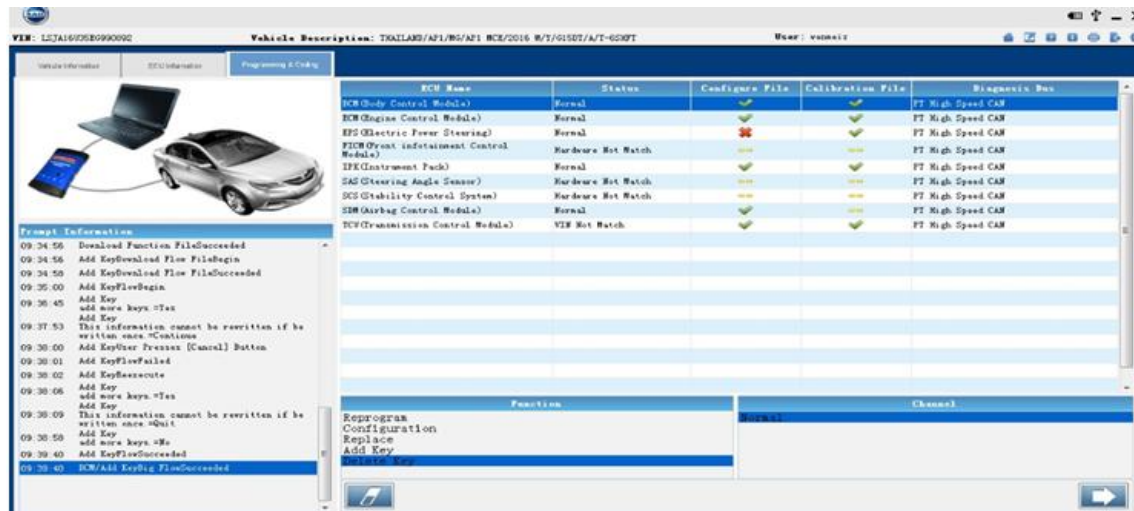 VIN: LSJA16U35EG990092 Vehicle Description: THAILAND/AP1/MG/AP1 MCE/2016 M/T/G15DT/A/T-6SXFT User: vanneiz
Vehicle Information ECU Information Programming & Coding
ECU Name Status Configure File Calibration File Diagnosis Bus
BCM(Body Control Module) Normal PT High Speed CAN
ECM(Engine Control Module) Normal PT High Speed CAN
EPS(Electric Power Steering) Normal PT High Speed CAN
FICM(Front infotainment Control Module) Hardware Not Match PT High Speed CAN
IPK(Instrument Pack) Normal PT High Speed CAN
SAS(Steering Angle Sensor) Hardware Not Match PT High Speed CAN
SCS(Stability Control System) Hardware Not Match PT High Speed CAN
SDM(Airbag Control Module) Normal PT High Speed CAN
TCU(Transmission Control Module) VIN Not Match PT High Speed CAN
Prompt Information
09:34:56 Download Function FileSucceeded
09:34:56 Add KeyDownload Flow FileBegin
09:34:58 Add KeyDownload Flow FileSucceeded
09:35:00 Add KeyFlowBegin
09:36:45 Add Key
add more keys.=Yes
09:37:53 Add Key
This information cannot be rewritten if be
written once.=Continue
09:38:00 Add KeyUser Presses [Cancel] Button
09:38:01 Add KeyFlowFailed
09:38:02 Add KeyReexecute
09:38:06 Add Key
add more keys.=Yes
09:38:09 Add Key
This information cannot be rewritten if be
written once.=Quit
09:38:58 Add Key
add more keys.=No
09:39:40 Add KeyFlowSucceeded
09:39:40 BCM/Add KeyBig FlowSucceeded
Function
Reprogram
Configuration
Replace
Add Key
Delete Key
Channel
Normal